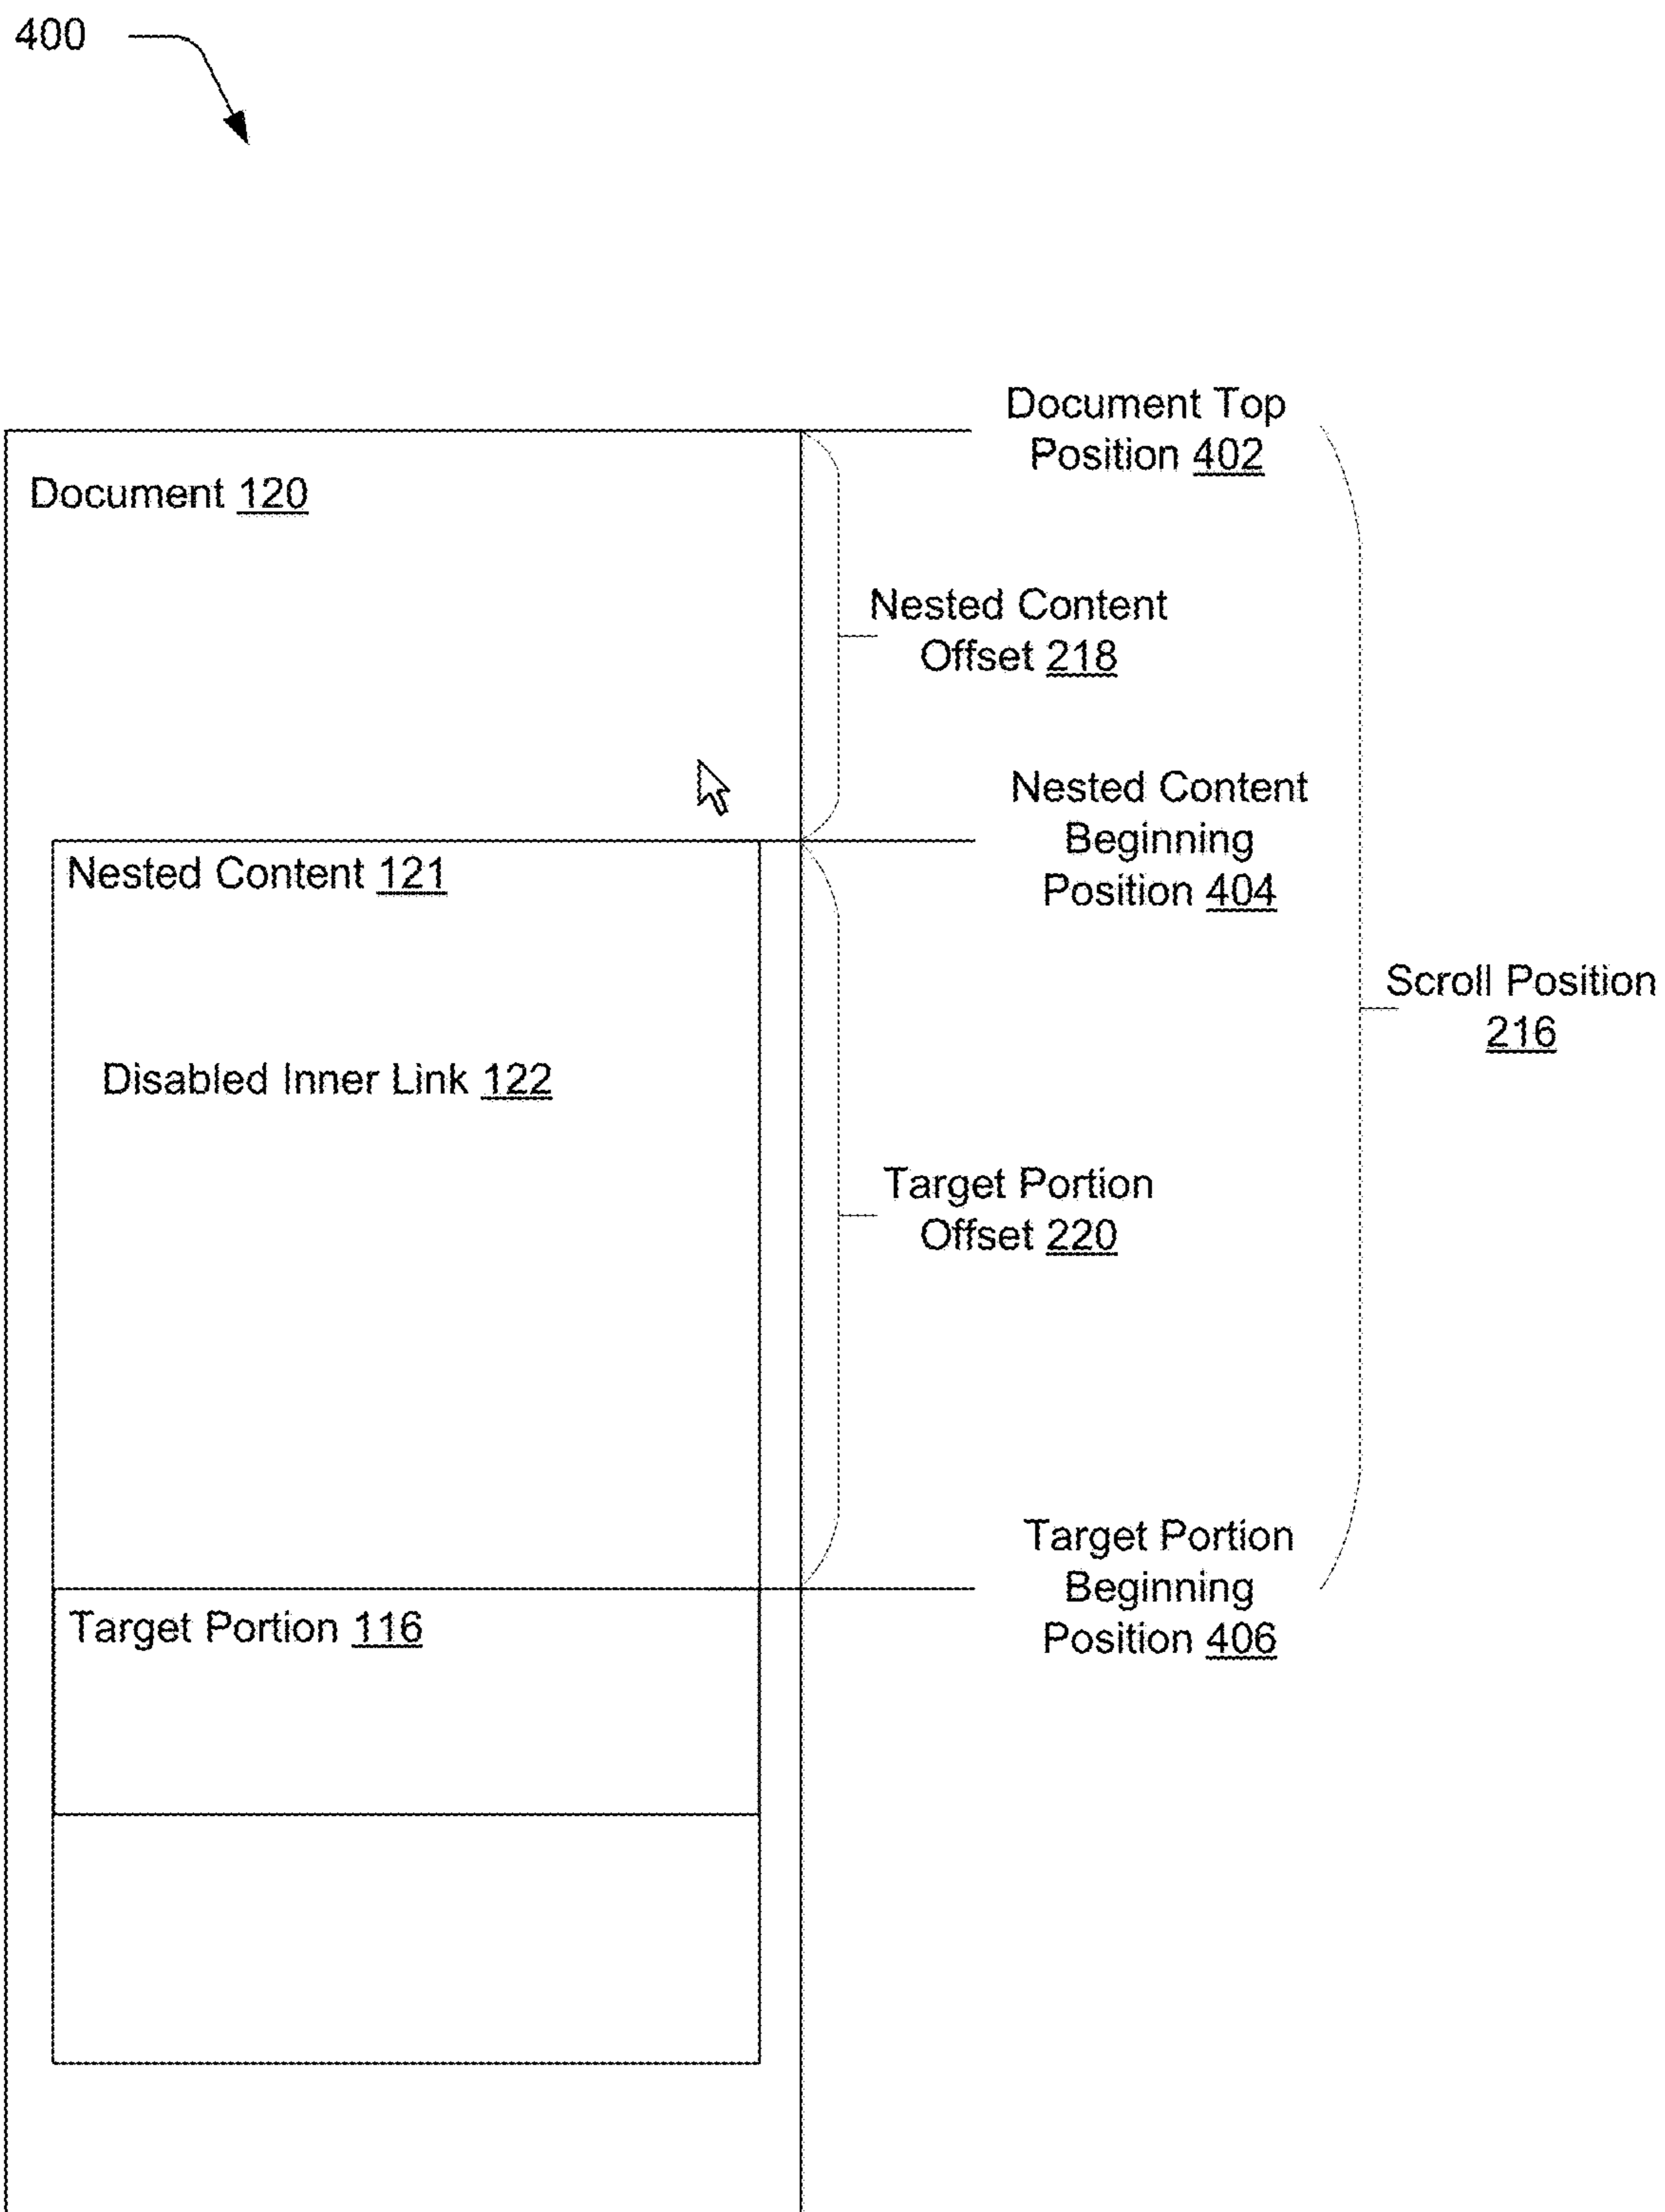 400
Document Top
Position 402
Document 120
Nested Content
Offset 218
Nested Content
Beginning
Position 404
Nested Content 121
Scroll Position
216
Disabled Inner Link 122
Target Portion
Offset 220
Target Portion
Beginning
Position 406
Target Portion 116